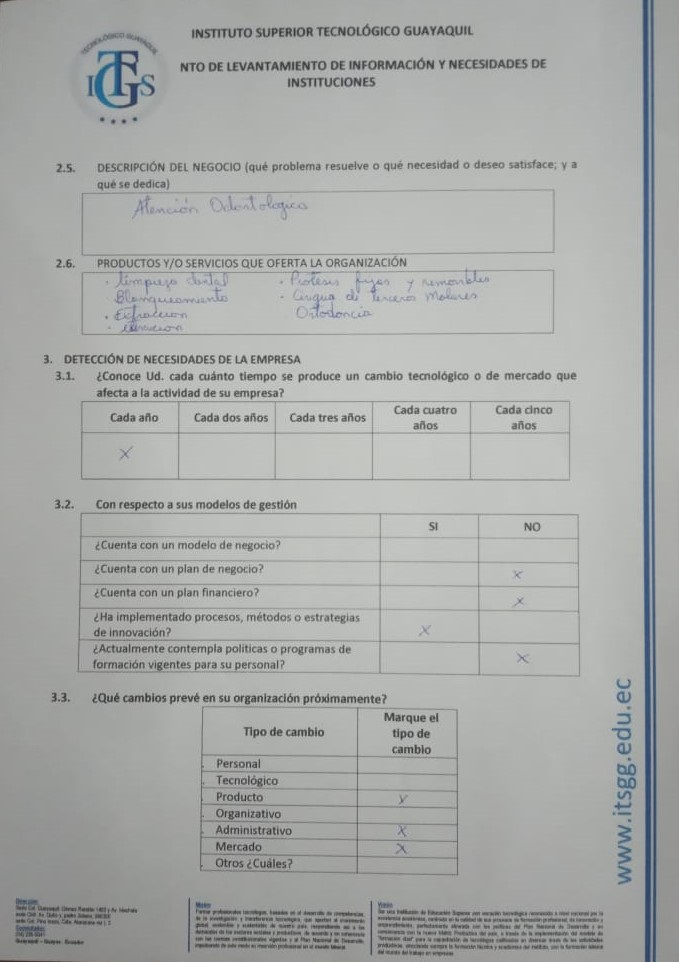 INSTITUTO SUPERIOR TECNOLÓGICO GUAYAQUIL
TECNOLÓGICO GUAYAQUIL
NTO DE LEVANTAMIENTO DE INFORMACIÓN Y NECESIDADES DE
INSTITUCIONES
2.5. DESCRIPCIÓN DEL NEGOCIO (qué problema resuelve o qué necesidad o deseo satisface; y a
qué se dedica)
Atención Odontologica
2.6. PRODUCTOS Y/O SERVICIOS QUE OFERTA LA ORGANIZACIÓN
· Limpieza dental · Protesis fijas y removibles
· Blanqueamiento · Cirugia de Terceros Molares
· Extraccion Ortodoncia
3. DETECCIÓN DE NECESIDADES DE LA EMPRESA
3.1. ¿Conoce Ud. cada cuánto tiempo se produce un cambio tecnológico o de mercado que
afecta a la actividad de su empresa?
Cada año Cada dos años Cada tres años Cada cuatro años Cada cinco años
X
3.2. Con respecto a sus modelos de gestión
SI NO
¿Cuenta con un modelo de negocio?
¿Cuenta con un plan de negocio? X
¿Cuenta con un plan financiero? X
¿Ha implementado procesos, métodos o estrategias
de innovación? X
¿Actualmente contempla políticas o programas de
formación vigentes para su personal? X
3.3. ¿Qué cambios prevé en su organización próximamente?
Tipo de cambio Marque el tipo de cambio
Personal
Tecnológico
Producto X
Organizativo
Administrativo X
Mercado X
Otros ¿Cuáles?
www.itsgg.edu.ec
Dirección:
Guayaquil - Guayas - Ecuador
Misión
Visión